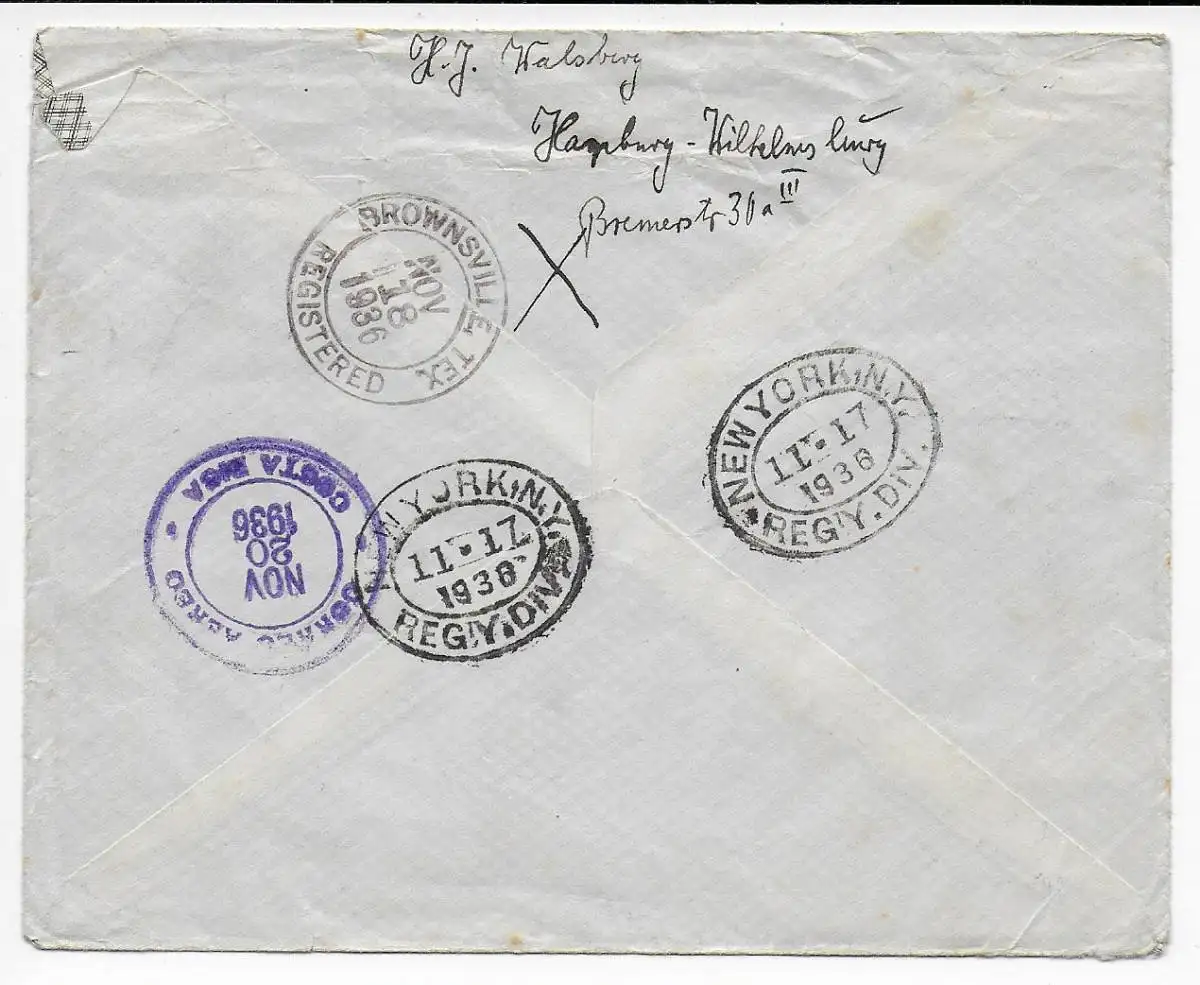 H.J. Walsberg
Hamburg-Wilhelmsburg
Bremerstr 30a III
BROWNSVILLE, TEX.
NOV
18
1936
REGISTERED
NEW YORK, N.Y.
11-17
1936
REG'Y. DIV.
NEW YORK, N.Y.
11-17
1936
REG'Y. DIV.
CORREO AEREO
NOV
20
1936
COSTA RICA